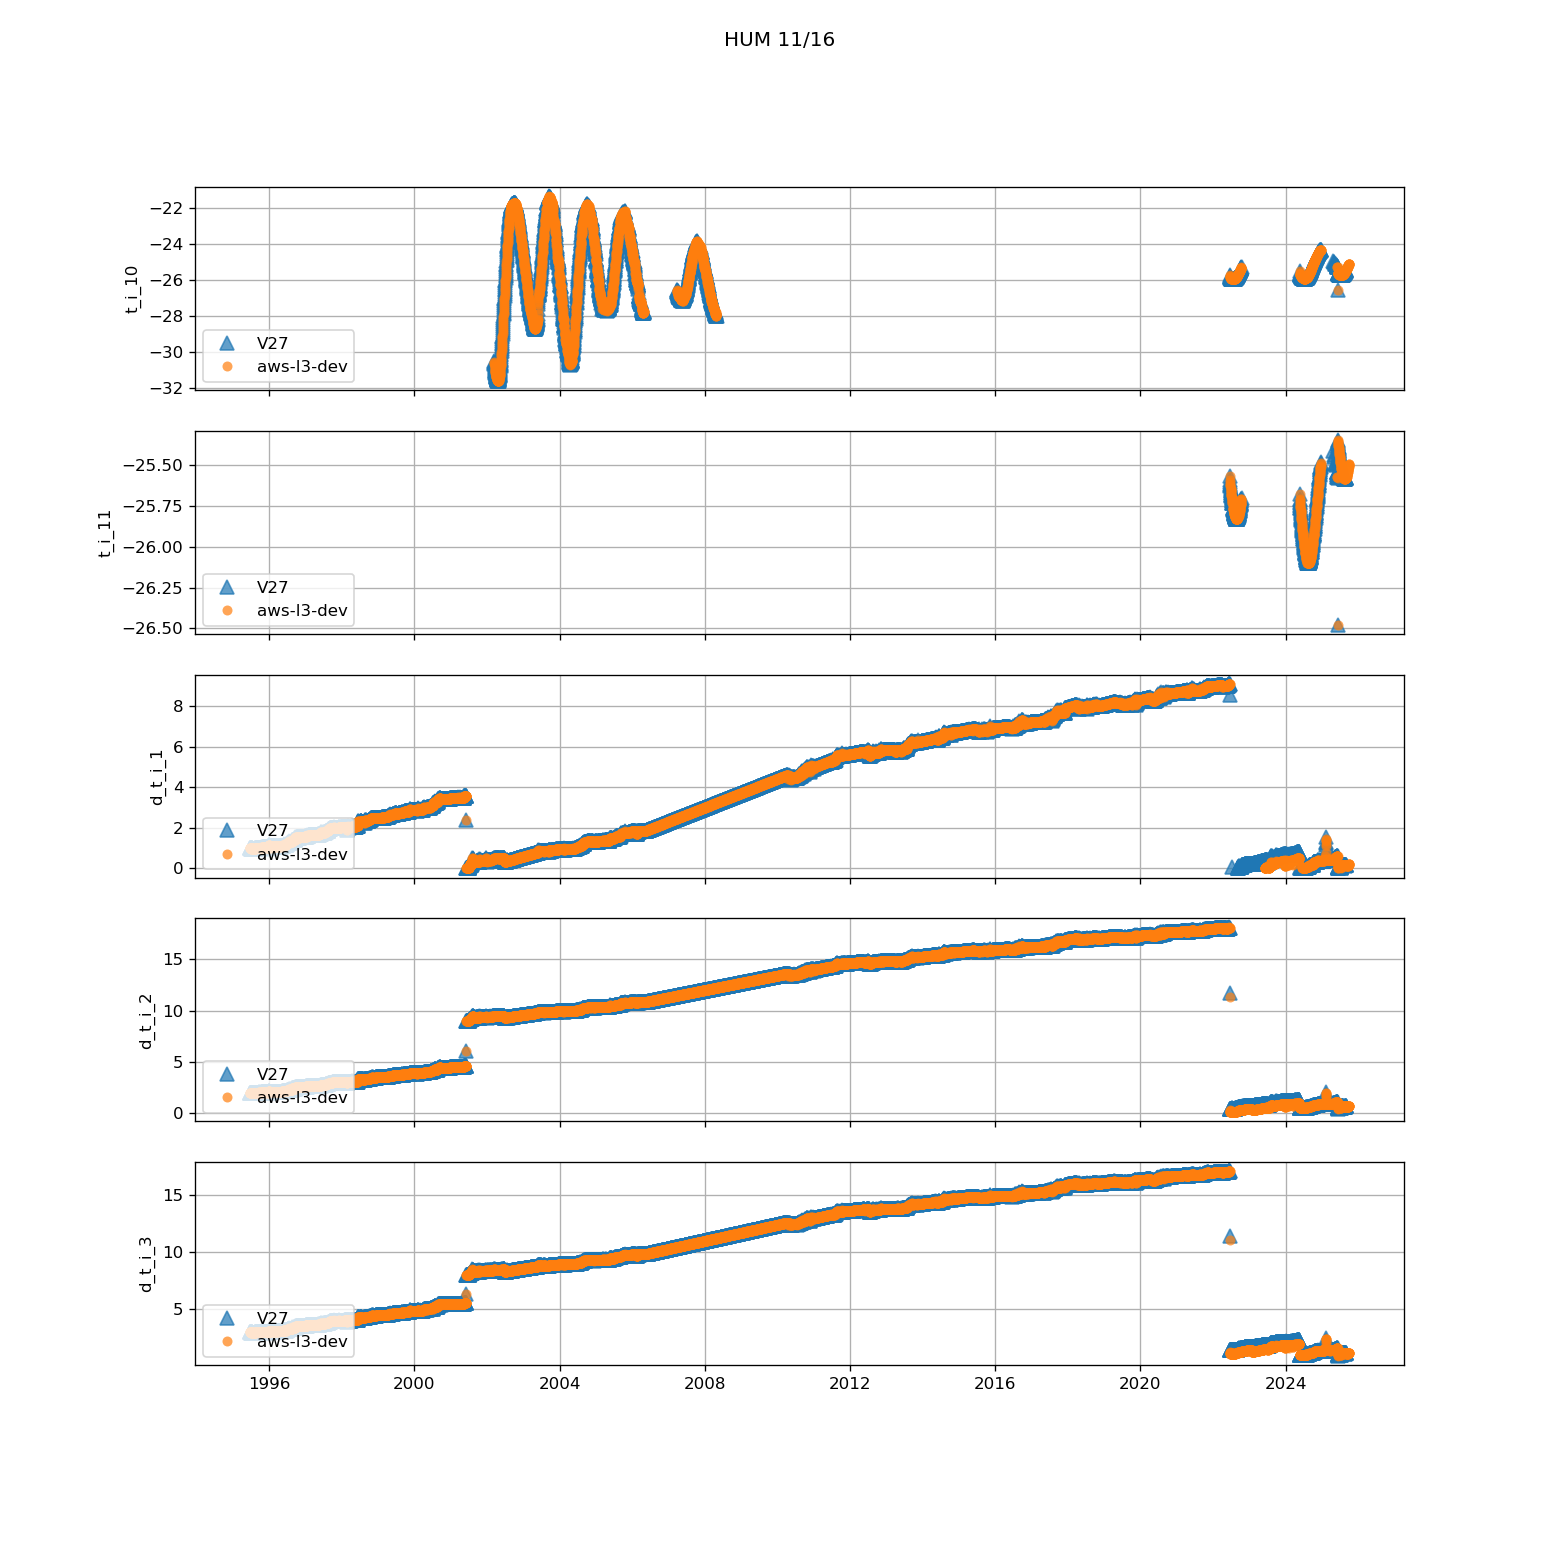 HUM 11/16
−22
−24
−26
−28
−30
−32
t_i_10
V27
aws-l3-dev
−25.50
−25.75
−26.00
−26.25
−26.50
t_i_11
V27
aws-l3-dev
8
6
4
2
0
d_t_i_1
V27
aws-l3-dev
15
10
5
0
d_t_i_2
V27
aws-l3-dev
15
10
5
d_t_i_3
V27
aws-l3-dev
1996 2000 2004 2008 2012 2016 2020 2024